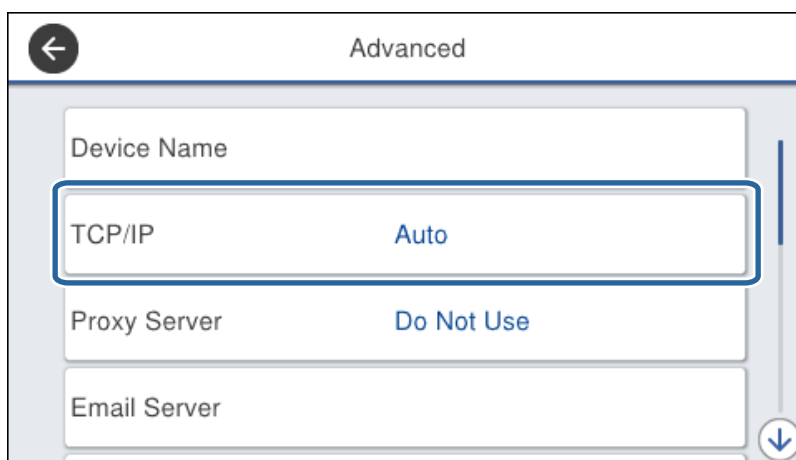 Advanced
Device Name
TCP/IP Auto
Proxy Server Do Not Use
Email Server